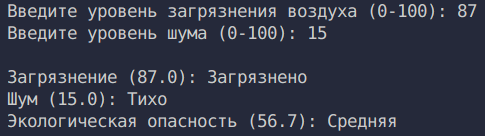 Введите уровень загрязнения воздуха (0-100): 87
Введите уровень шума (0-100): 15
Загрязнение (87.0): Загрязнено
Шум (15.0): Тихо
Экологическая опасность (56.7): Средняя